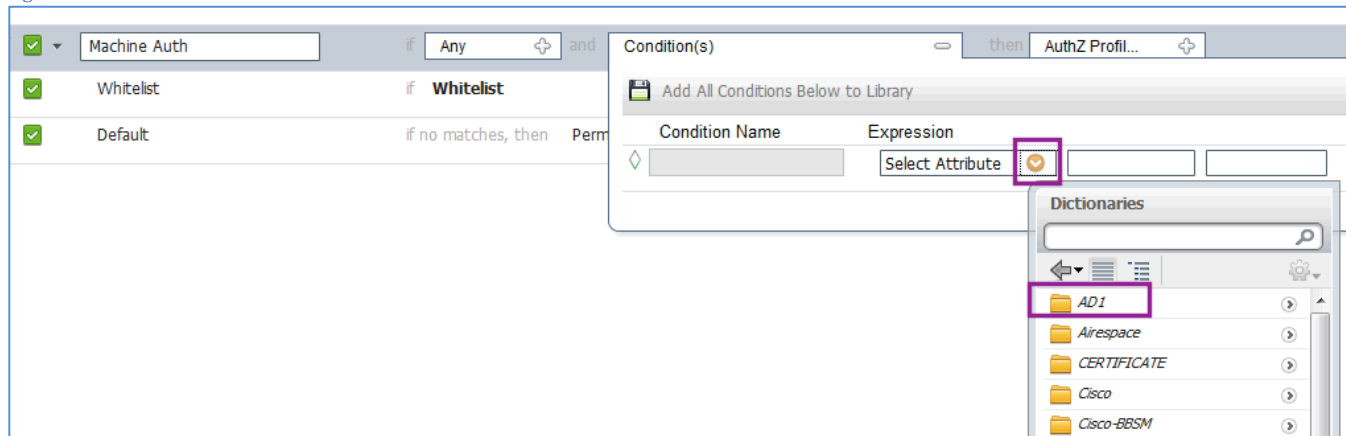 Machine Auth if Any and Condition(s) then AuthZ Profil...
Whitelist if Whitelist
Add All Conditions Below to Library
Default if no matches, then Perm
Condition Name Expression
Select Attribute
Dictionaries
AD1
Airespace
CERTIFICATE
Cisco
Cisco-BBSM